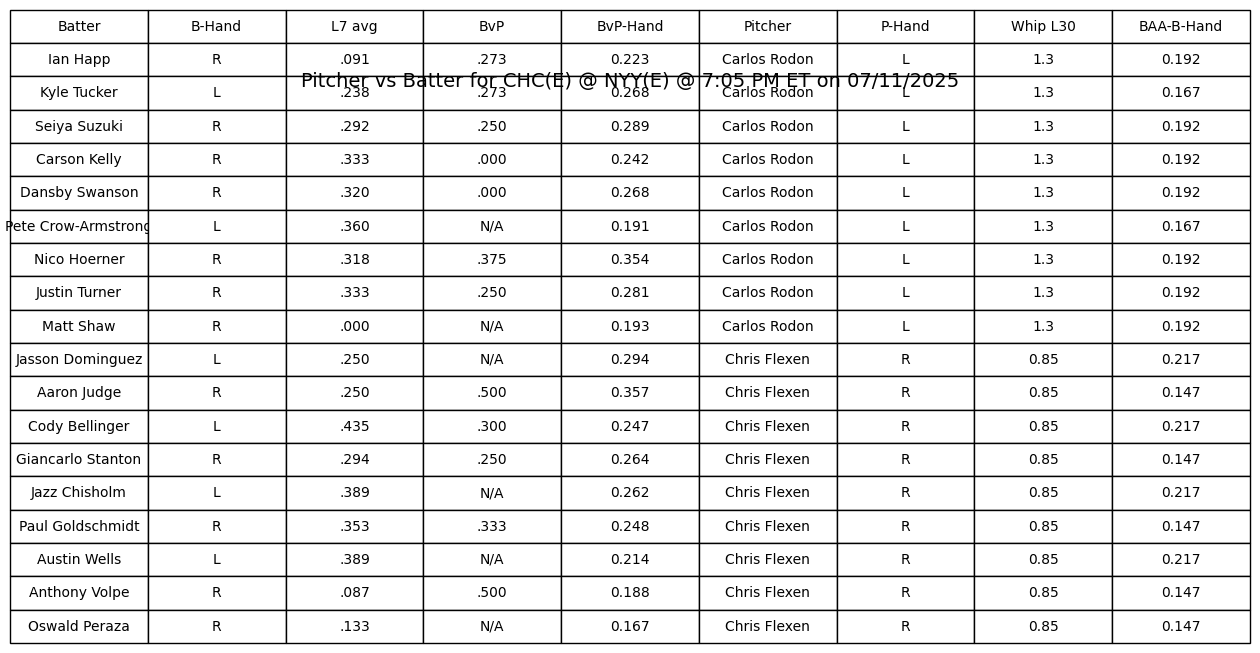 Batter B-Hand L7 avg BvP BvP-Hand Pitcher P-Hand Whip L30 BAA-B-Hand
Ian Happ R .091 .273 0.223 Carlos Rodon L 1.3 0.192
Pitcher vs Batter for CHC(E) @ NYY(E) @ 7:05 PM ET on 07/11/2025
Kyle Tucker L .238 .273 0.268 Carlos Rodon L 1.3 0.167
Seiya Suzuki R .292 .250 0.289 Carlos Rodon L 1.3 0.192
Carson Kelly R .333 .000 0.242 Carlos Rodon L 1.3 0.192
Dansby Swanson R .320 .000 0.268 Carlos Rodon L 1.3 0.192
Pete Crow-Armstrong L .360 N/A 0.191 Carlos Rodon L 1.3 0.167
Nico Hoerner R .318 .375 0.354 Carlos Rodon L 1.3 0.192
Justin Turner R .333 .250 0.281 Carlos Rodon L 1.3 0.192
Matt Shaw R .000 N/A 0.193 Carlos Rodon L 1.3 0.192
Jasson Dominguez L .250 N/A 0.294 Chris Flexen R 0.85 0.217
Aaron Judge R .250 .500 0.357 Chris Flexen R 0.85 0.147
Cody Bellinger L .435 .300 0.247 Chris Flexen R 0.85 0.217
Giancarlo Stanton R .294 .250 0.264 Chris Flexen R 0.85 0.147
Jazz Chisholm L .389 N/A 0.262 Chris Flexen R 0.85 0.217
Paul Goldschmidt R .353 .333 0.248 Chris Flexen R 0.85 0.147
Austin Wells L .389 N/A 0.214 Chris Flexen R 0.85 0.217
Anthony Volpe R .087 .500 0.188 Chris Flexen R 0.85 0.147
Oswald Peraza R .133 N/A 0.167 Chris Flexen R 0.85 0.147